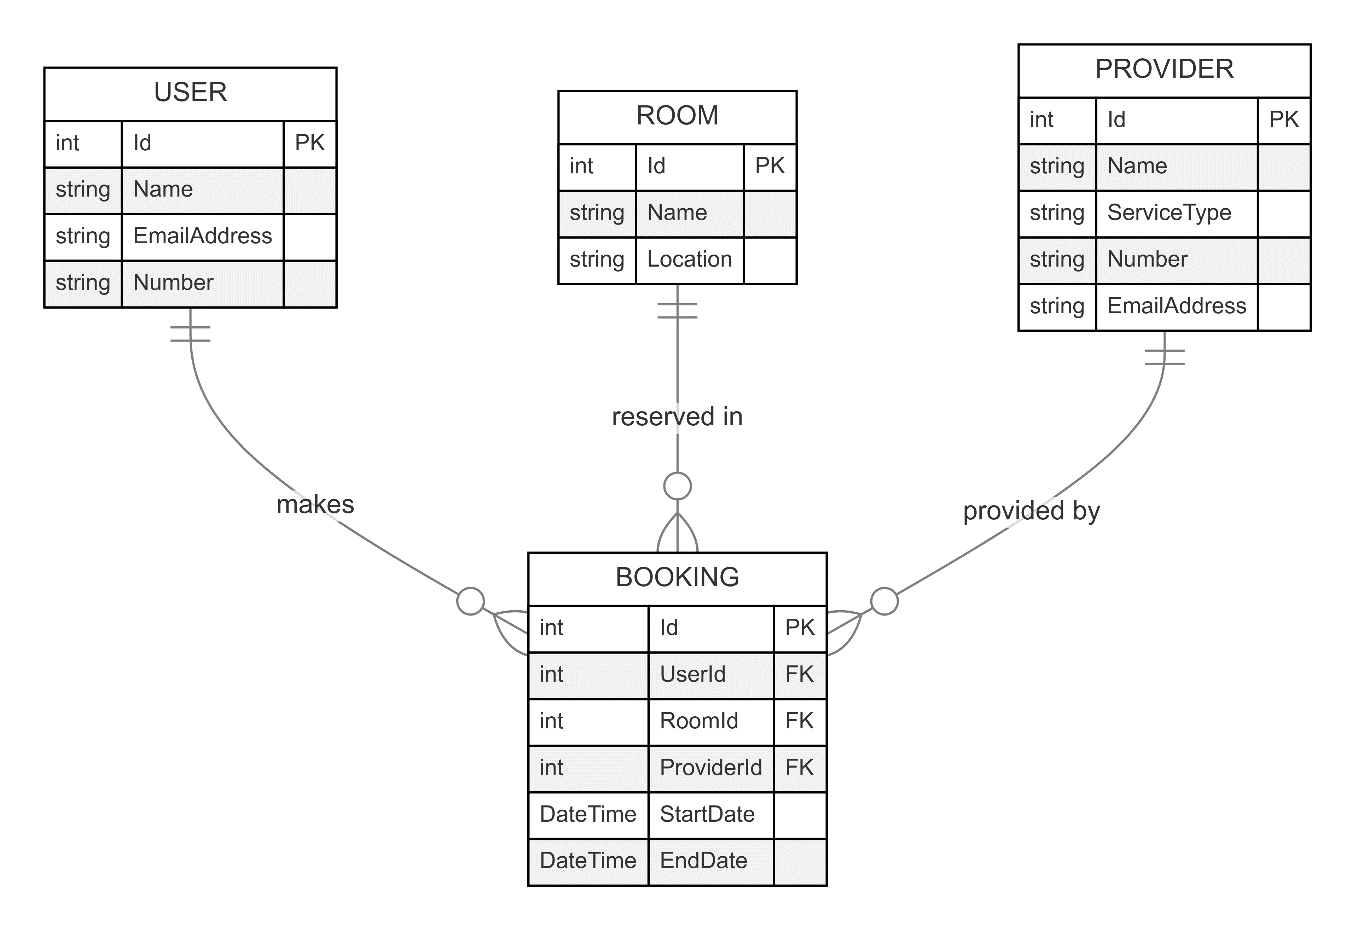 USER
int Id PK
string Name
string EmailAddress
string Number
ROOM
int Id PK
string Name
string Location
PROVIDER
int Id PK
string Name
string ServiceType
string Number
string EmailAddress
makes
reserved in
provided by
BOOKING
int Id PK
int UserId FK
int RoomId FK
int ProviderId FK
DateTime StartDate
DateTime EndDate